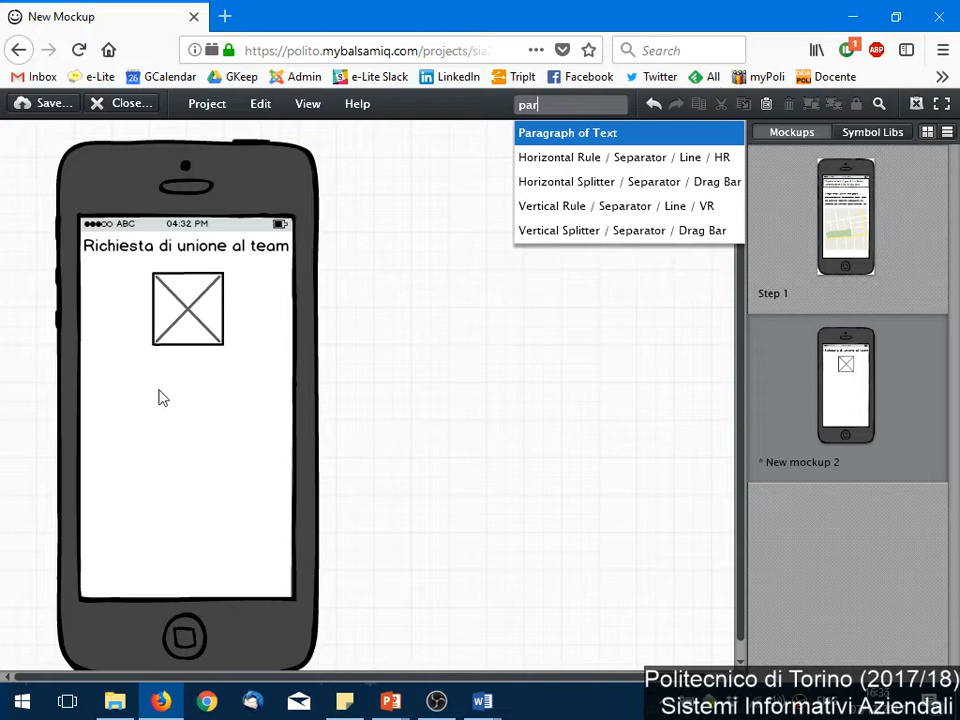 New Mockup
https://polito.mybalsamiq.com/projects/sia
1
Search
ABP
Inbox
e-Lite
26 GCalendar
GKeep
Admin
e-Lite Slack
LinkedIn
TripIt
Facebook
Twitter
All
myPoli
Docente
Save...
Close...
Project
Edit
View
Help
par
Paragraph of Text
Horizontal Rule / Separator / Line / HR
Horizontal Splitter / Separator / Drag Bar
Vertical Rule / Separator / Line / VR
Vertical Splitter / Separator / Drag Bar
Mockups
Symbol Libs
ABC
04:32 PM
Richiesta di unione al team
Step 1
* New mockup 2
Politecnico di Torino (2017/18)
Sistemi Informativi Aziendali